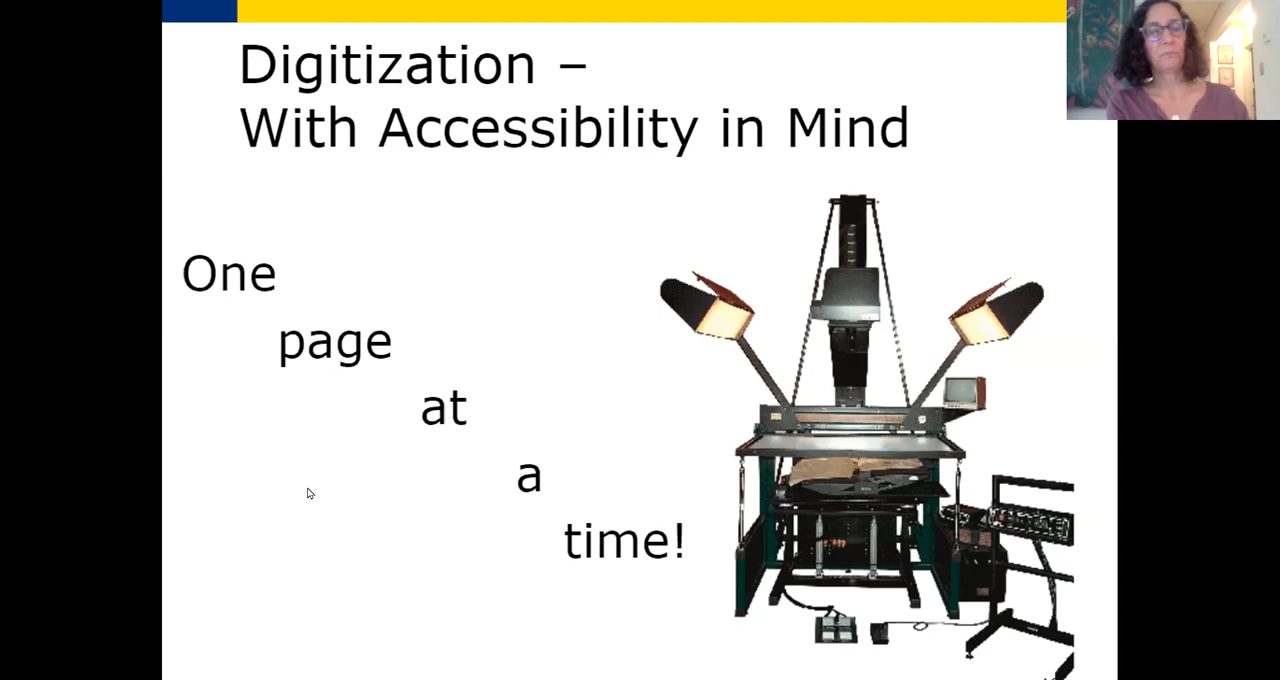 Digitization –
With Accessibility in Mind
One
page
at
a
time!